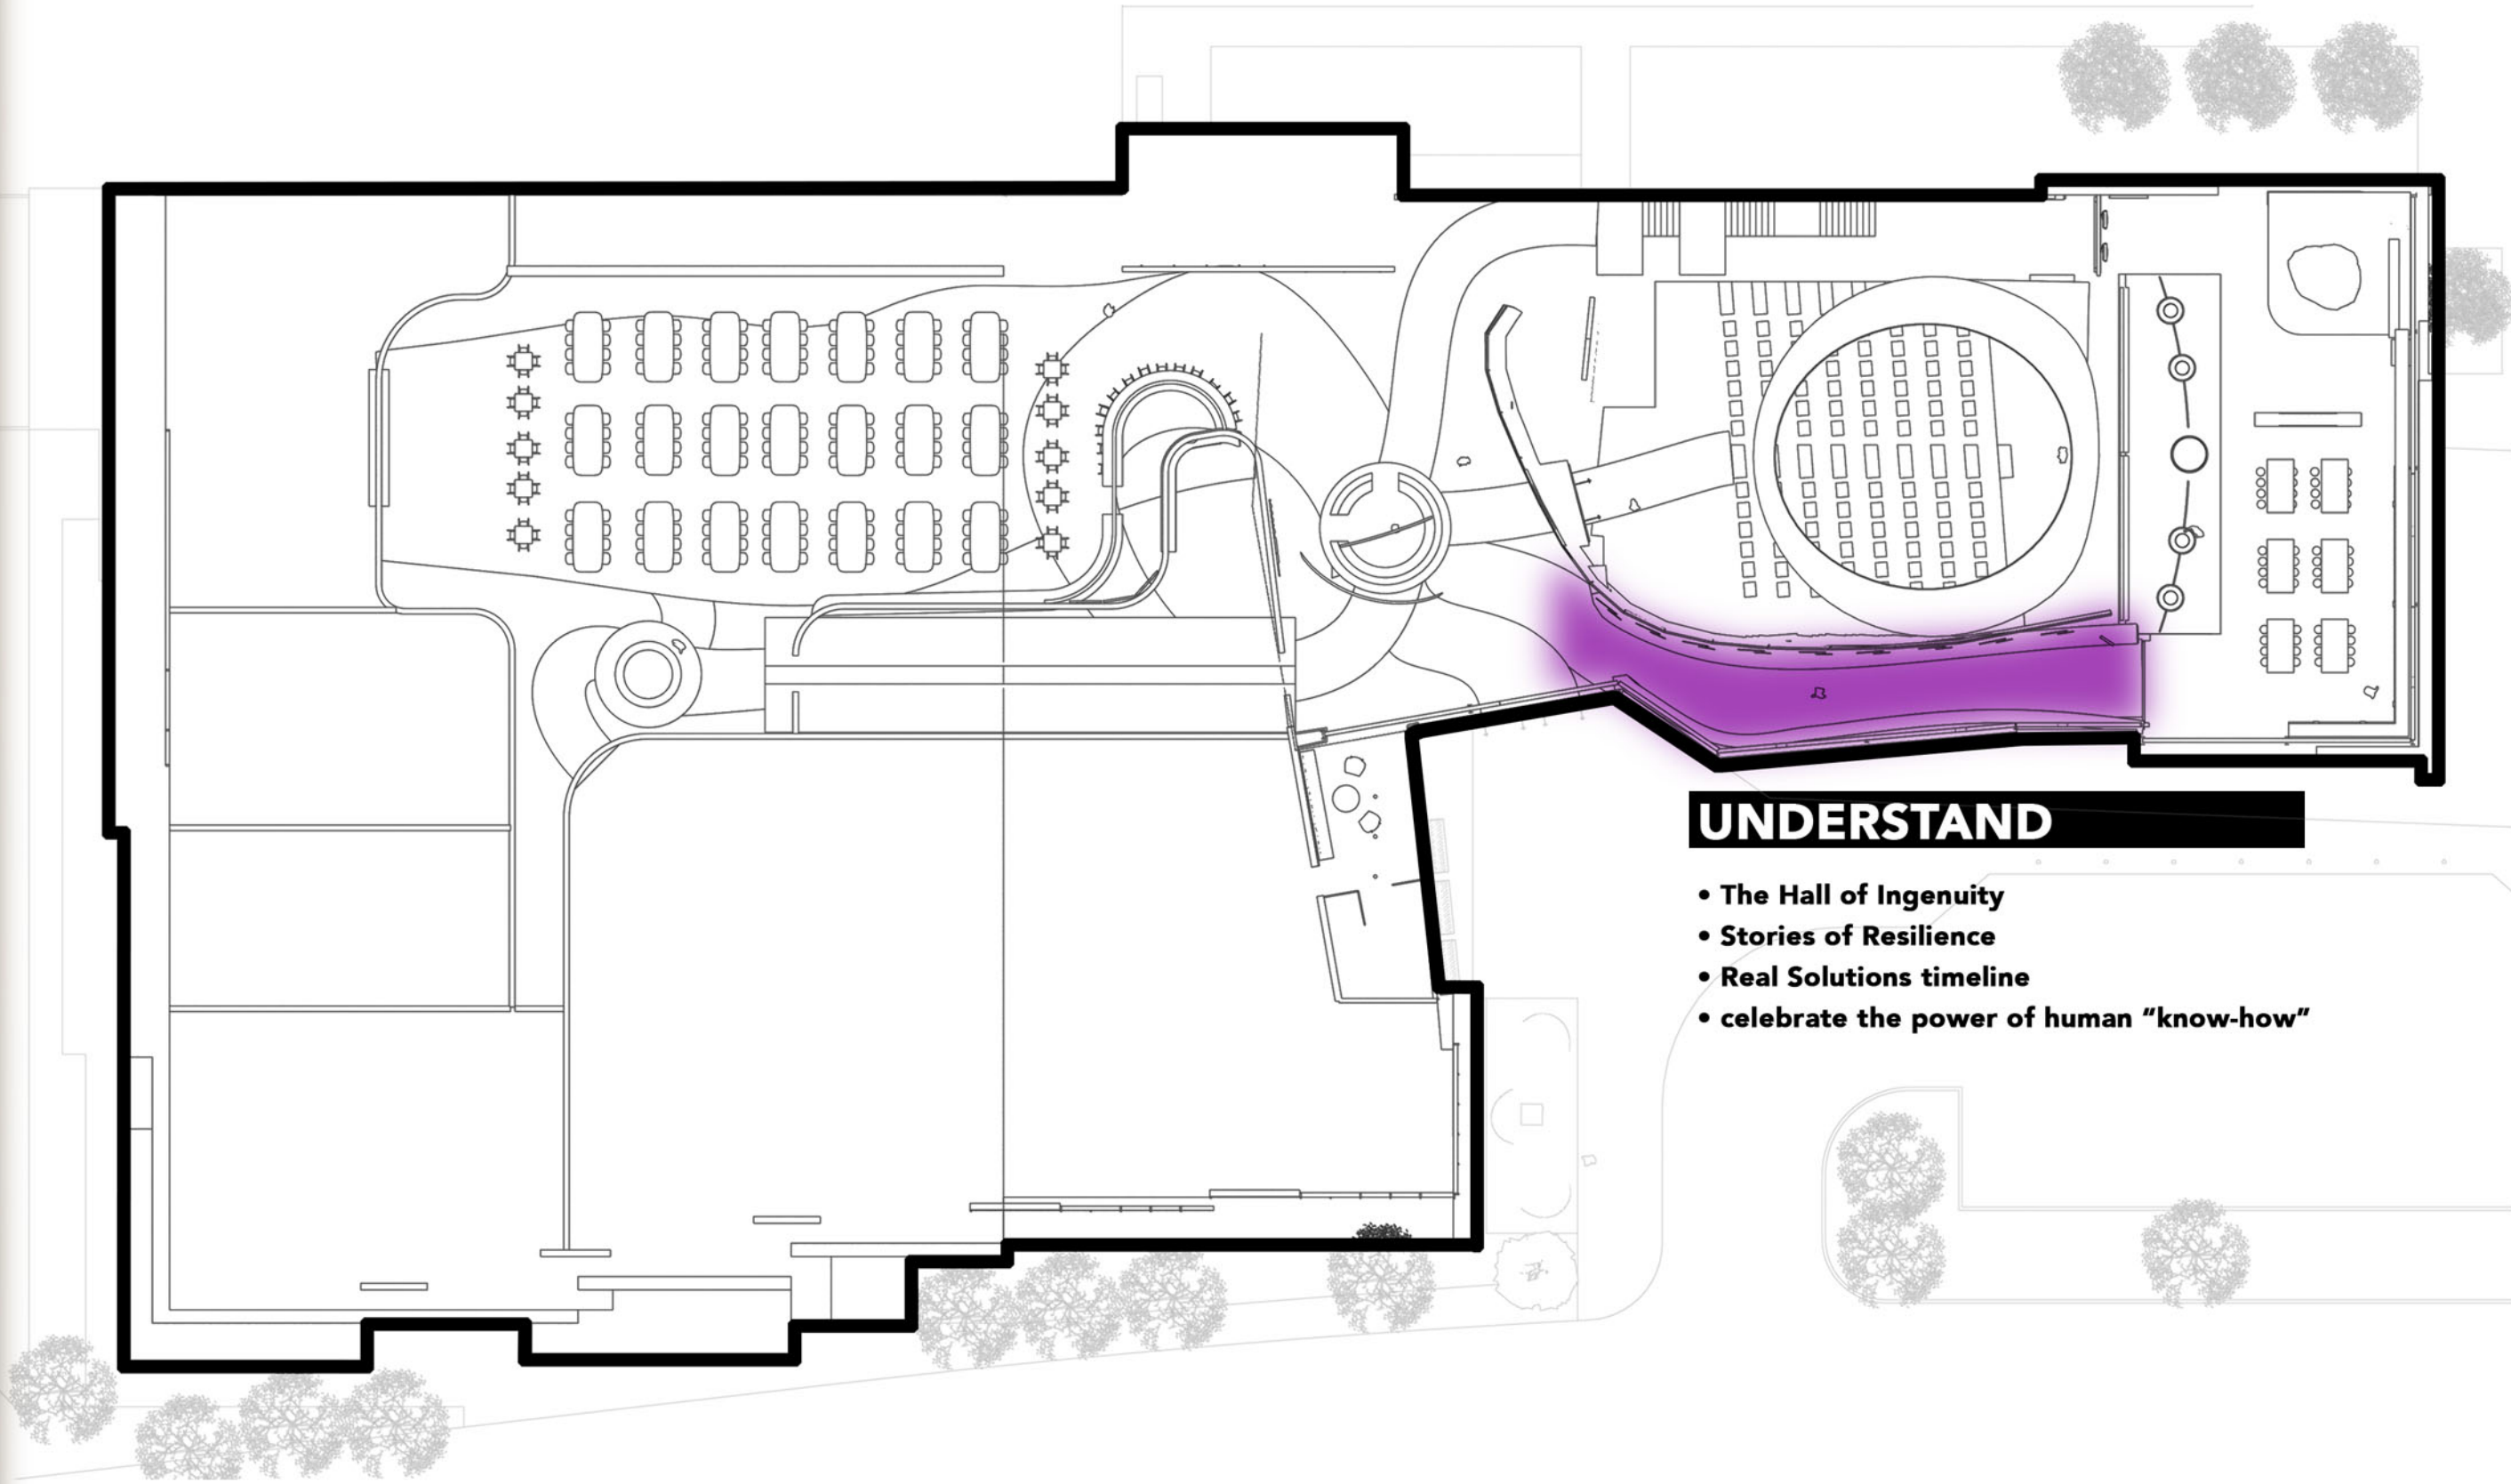 UNDERSTAND
• The Hall of Ingenuity
• Stories of Resilience
• Real Solutions timeline
• celebrate the power of human “know-how”